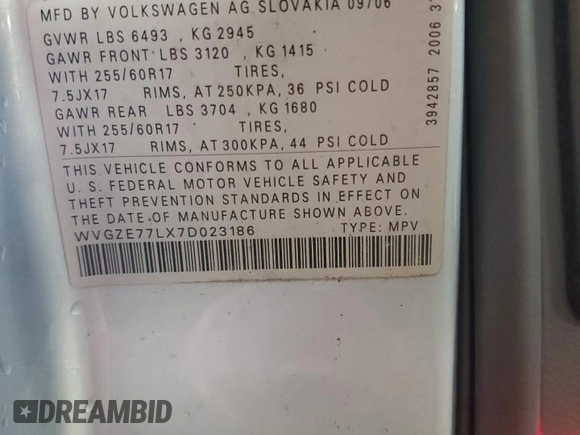 MFD BY VOLKSWAGEN AG SLOVAKIA 09/06
GVWR LBS 6493 , KG 2945
GAWR FRONT LBS 3120 , KG 1415
WITH 255/60R17 TIRES,
7.5JX17 RIMS, AT 250KPA, 36 PSI COLD
GAWR REAR LBS 3704 , KG 1680
WITH 255/60R17 TIRES,
7.5JX17 RIMS, AT 300KPA, 44 PSI COLD
THIS VEHICLE CONFORMS TO ALL APPLICABLE
U. S. FEDERAL MOTOR VEHICLE SAFETY AND
THEFT PREVENTION STANDARDS IN EFFECT ON
THE DATE OF MANUFACTURE SHOWN ABOVE.
WVGZE77LX7D023186 TYPE: MPV
3942857 2006
DREAMBID